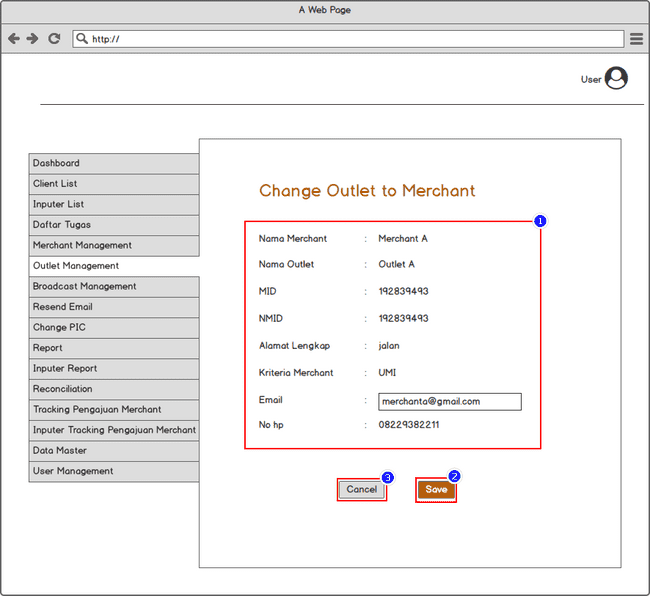 A Web Page
http://
User
Dashboard
Client List
Inputer List
Daftar Tugas
Merchant Management
Outlet Management
Broadcast Management
Resend Email
Change PIC
Report
Inputer Report
Reconciliation
Tracking Pengajuan Merchant
Inputer Tracking Pengajuan Merchant
Data Master
User Management
Change Outlet to Merchant
1
Nama Merchant : Merchant A
Nama Outlet : Outlet A
MID : 192839493
NMID : 192839493
Alamat Lengkap : jalan
Kriteria Merchant : UMI
Email : merchanta@gmail.com
No hp : 08229382211
3
2
Cancel
Save